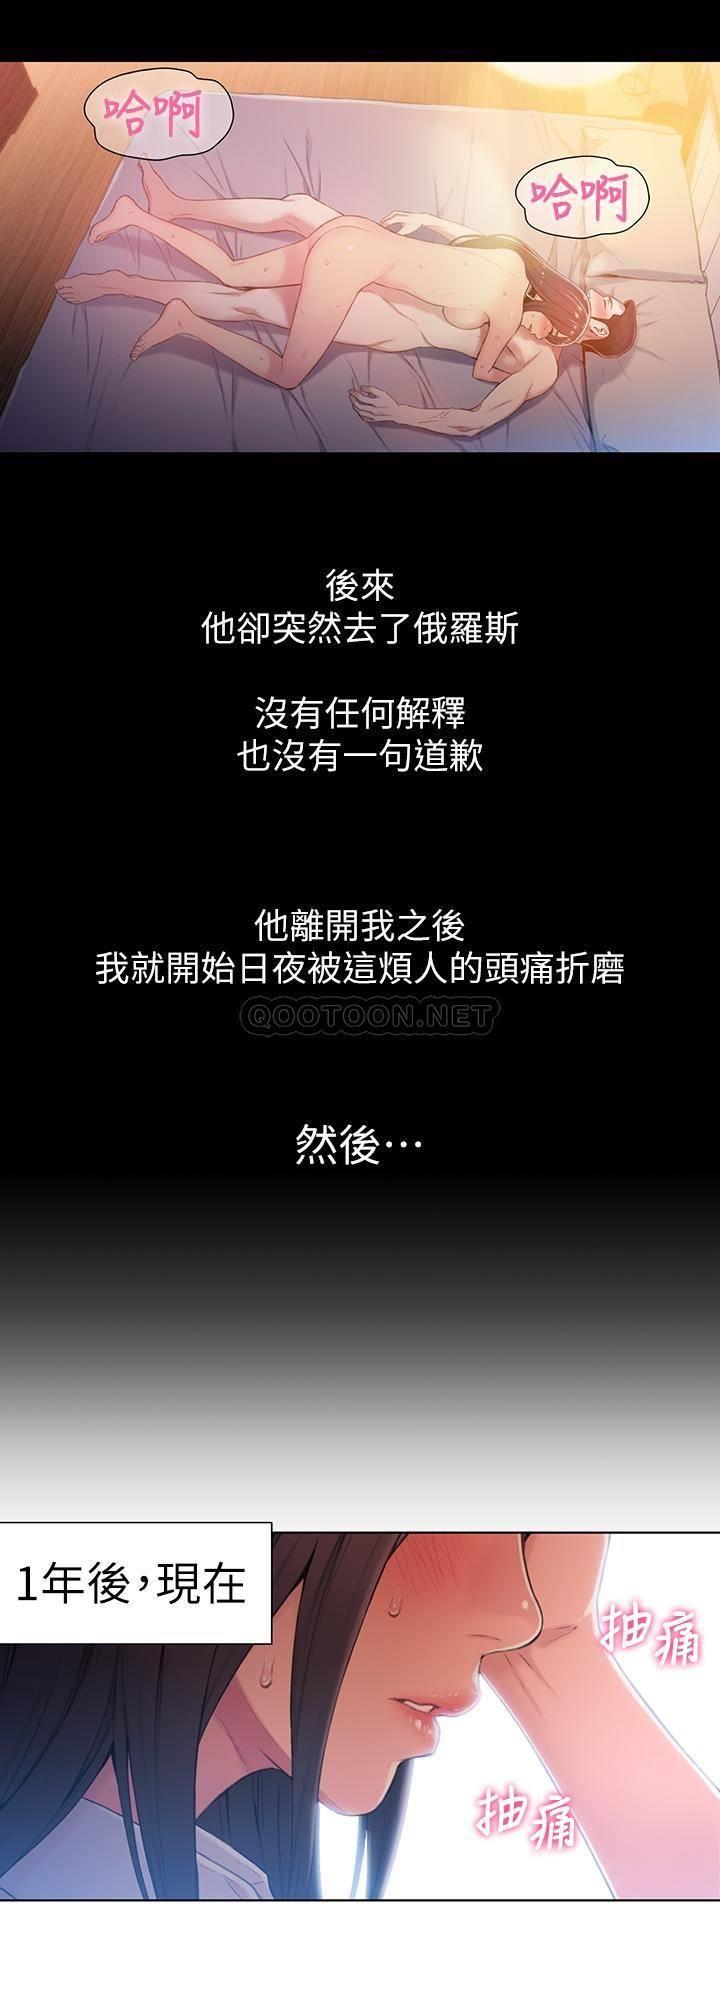 哈啊
哈啊
後來
他卻突然去了俄羅斯
沒有任何解釋
也沒有一句道歉
他離開我之後
我就開始日夜被這煩人的頭痛折磨
QOOTOON.NET
然後…
1年後,現在
抽痛
抽痛